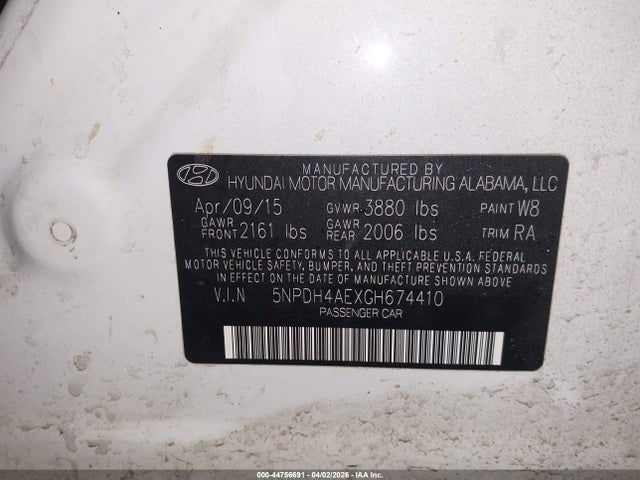 MANUFACTURED BY
HYUNDAI MOTOR MANUFACTURING ALABAMA, LLC
Apr/09/15 GVWR 3880 lbs PAINT W8
GAWR FRONT 2161 lbs GAWR REAR 2006 lbs TRIM RA
THIS VEHICLE CONFORMS TO ALL APPLICABLE U.S.A. FEDERAL
MOTOR VEHICLE SAFETY, BUMPER, AND THEFT PREVENTION
STANDARDS IN EFFECT ON THE DATE OF MANUFACTURE SHOWN ABOVE
V.I.N 5NPDH4AEXGH674410
PASSENGER CAR
000-44756691 04/02/2026 www.iaai.com